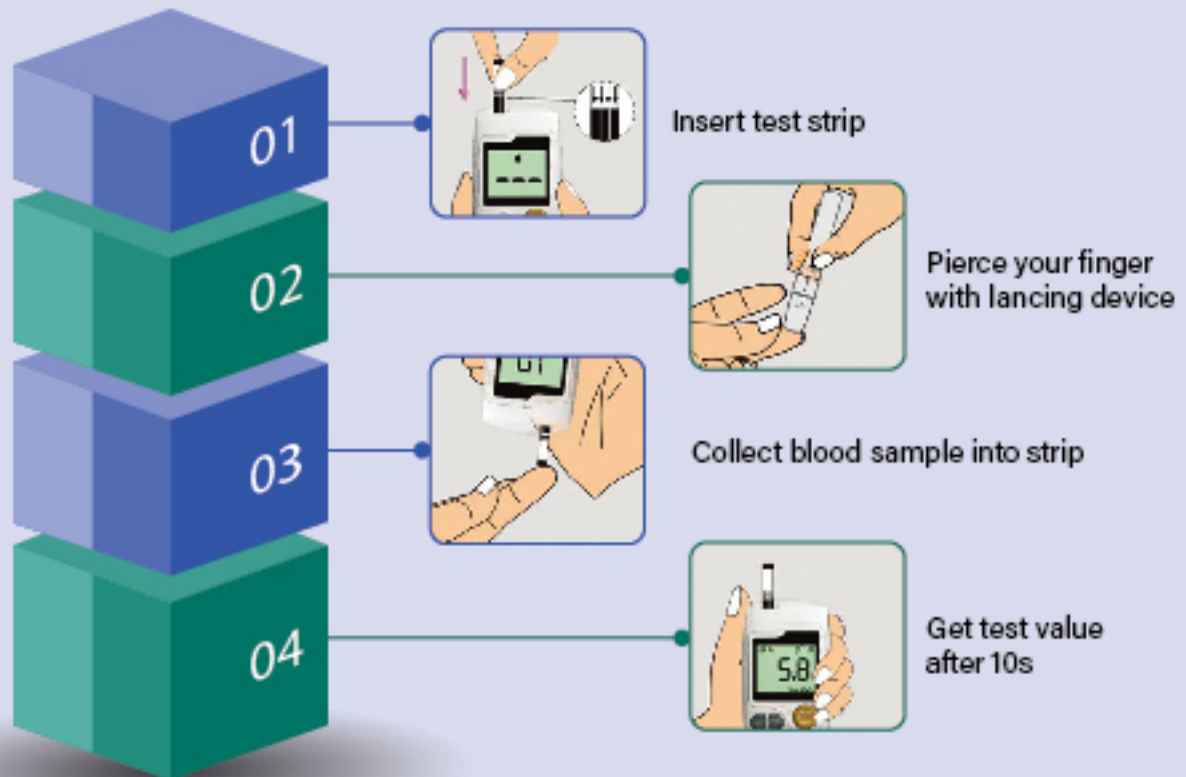 01
Insert test strip
02
Pierce your finger
with lancing device
03
Collect blood sample into strip
04
5.8
Get test value
after 10s